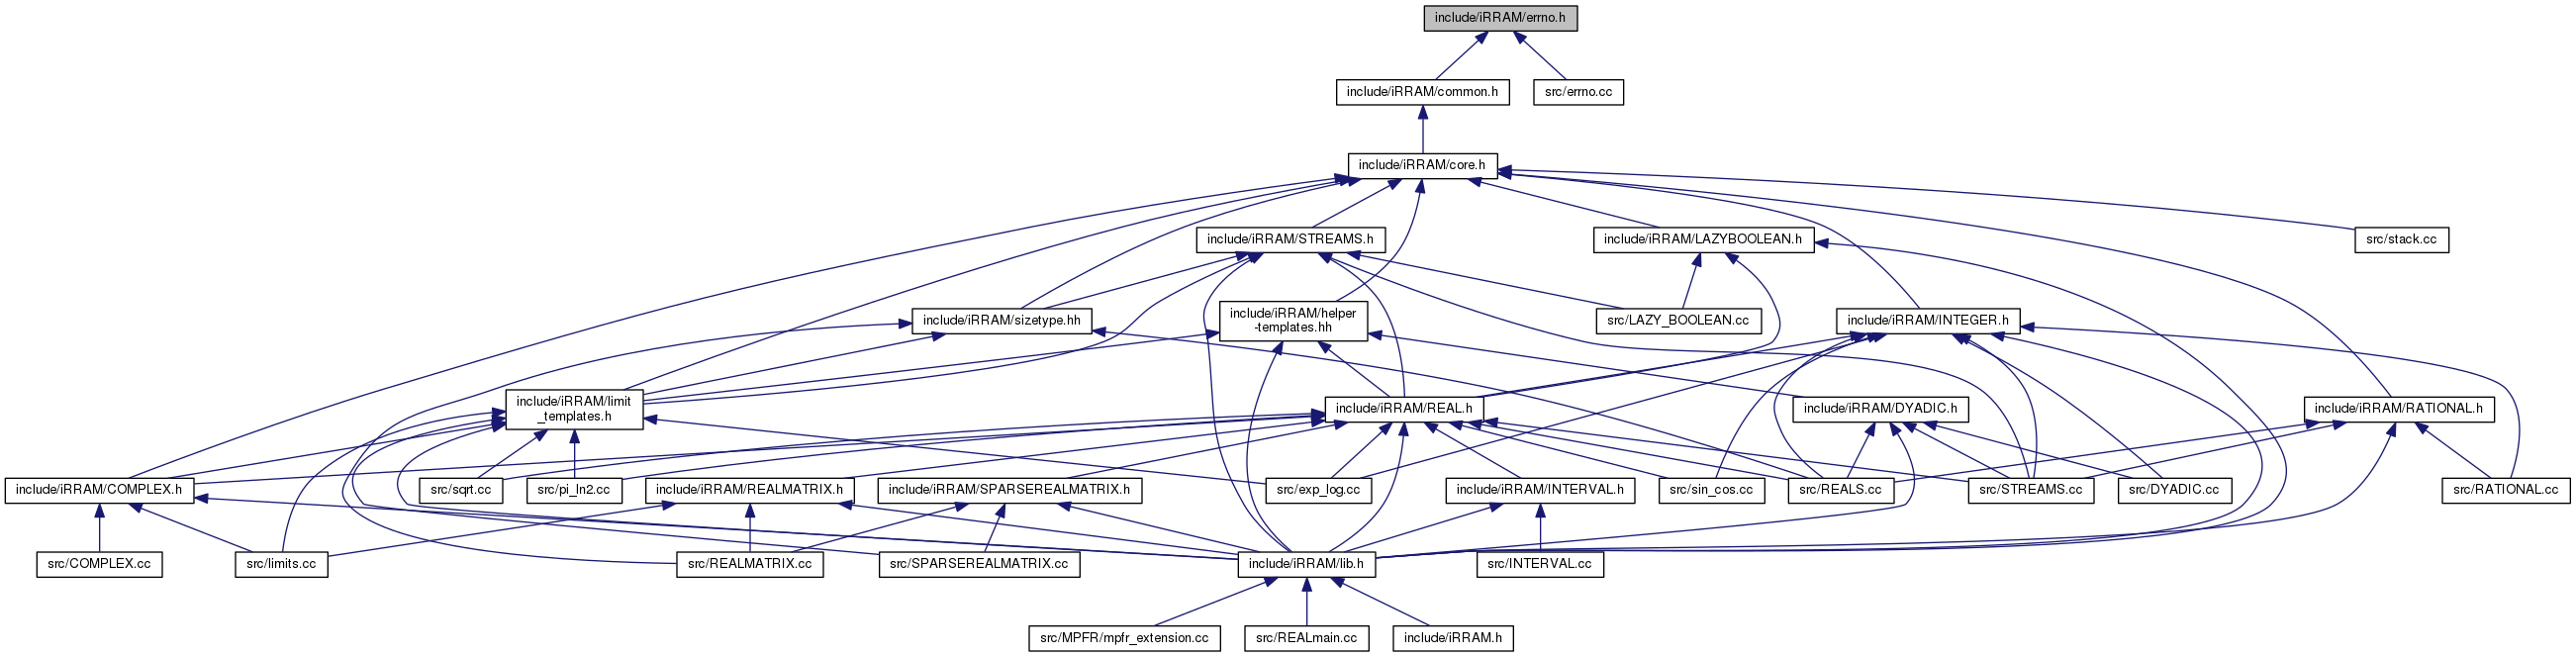 include/iRRAM/errno.h
include/iRRAM/common.h
src/errno.cc
include/iRRAM/core.h
include/iRRAM/STREAMS.h
include/iRRAM/LAZYBOOLEAN.h
src/stack.cc
include/iRRAM/sizetype.hh
include/iRRAM/helper
-templates.hh
src/LAZY_BOOLEAN.cc
include/iRRAM/INTEGER.h
include/iRRAM/limit
_templates.h
include/iRRAM/REAL.h
include/iRRAM/DYADIC.h
include/iRRAM/RATIONAL.h
include/iRRAM/COMPLEX.h
src/sqrt.cc
src/pi_ln2.cc
include/iRRAM/REALMATRIX.h
include/iRRAM/SPARSEREALMATRIX.h
src/exp_log.cc
include/iRRAM/INTERVAL.h
src/sin_cos.cc
src/REALS.cc
src/STREAMS.cc
src/DYADIC.cc
src/RATIONAL.cc
src/COMPLEX.cc
src/limits.cc
src/REALMATRIX.cc
src/SPARSEREALMATRIX.cc
include/iRRAM/lib.h
src/INTERVAL.cc
src/MPFR/mpfr_extension.cc
src/REALmain.cc
include/iRRAM.h